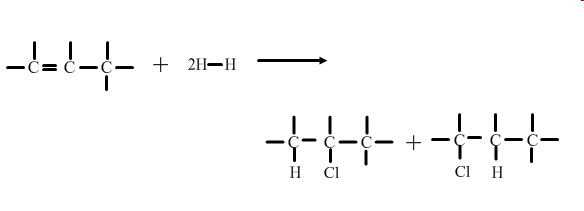 C=C-C + 2H-H →
C-C-C + C-C-C
H Cl Cl H